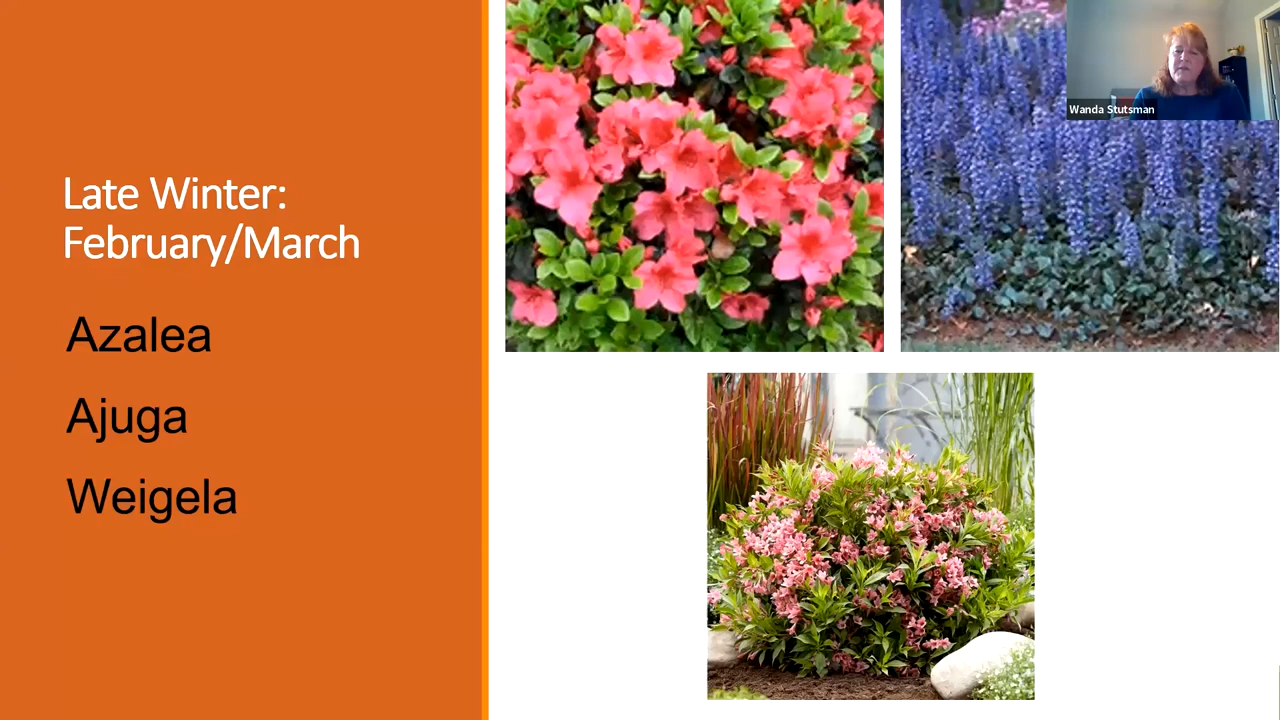 Late Winter:
February/March
Azalea
Ajuga
Weigela
Wanda Stutsman